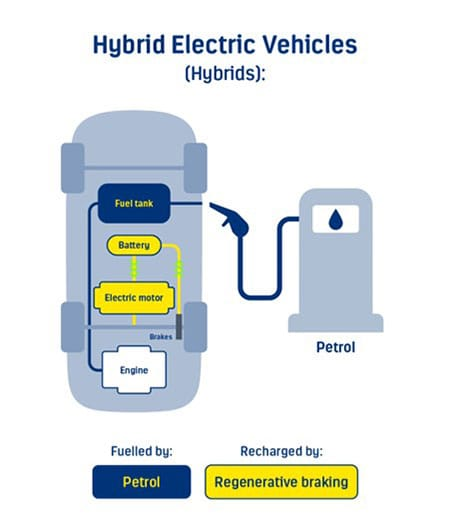 Hybrid Electric Vehicles
(Hybrids):
Fuel tank
Battery
Electric motor
Brakes
Engine
Petrol
Fuelled by:
Petrol
Recharged by:
Regenerative braking